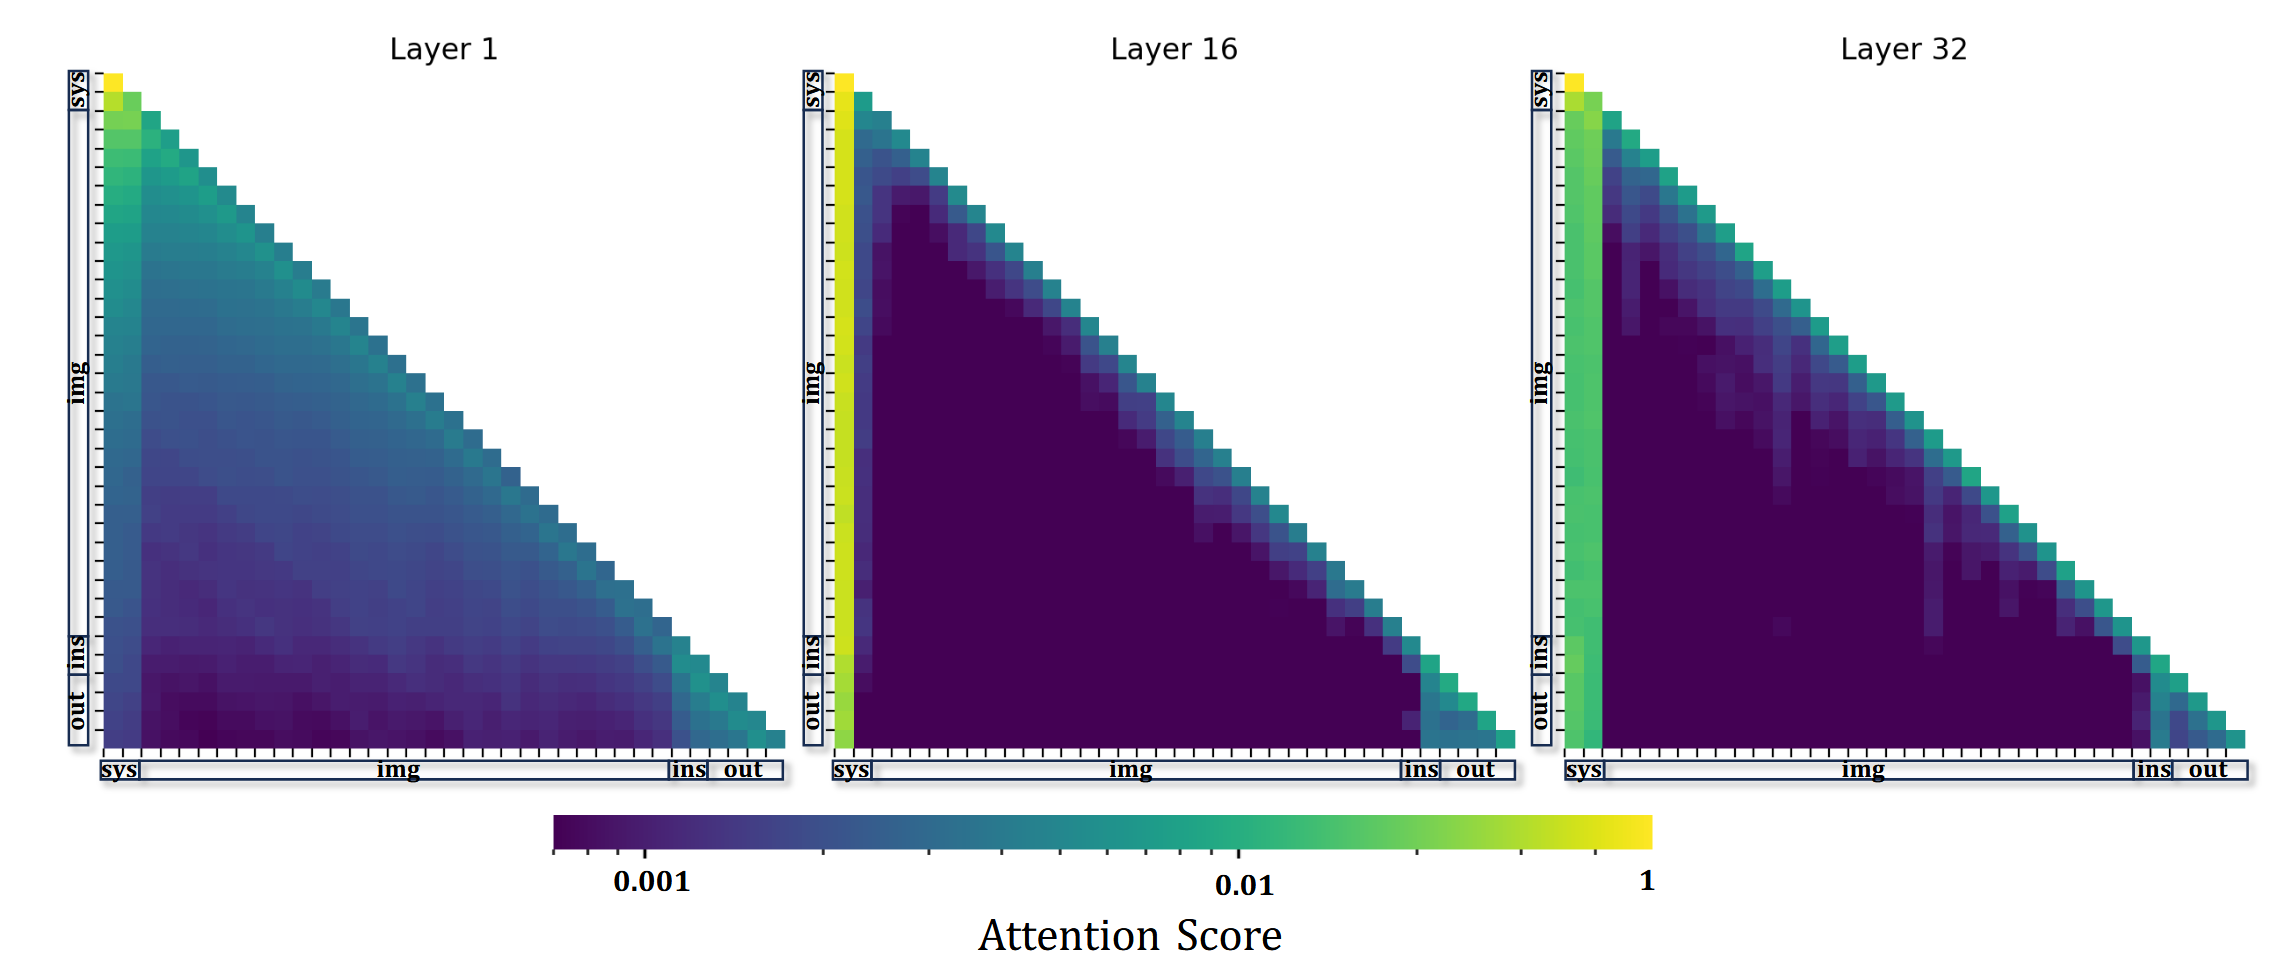 Layer 1
Layer 16
Layer 32
sys
img
ins
out
sys
img
ins
out
sys
img
ins
out
sys img ins out
sys img ins out
sys img ins out
0.001 0.01 1
Attention Score